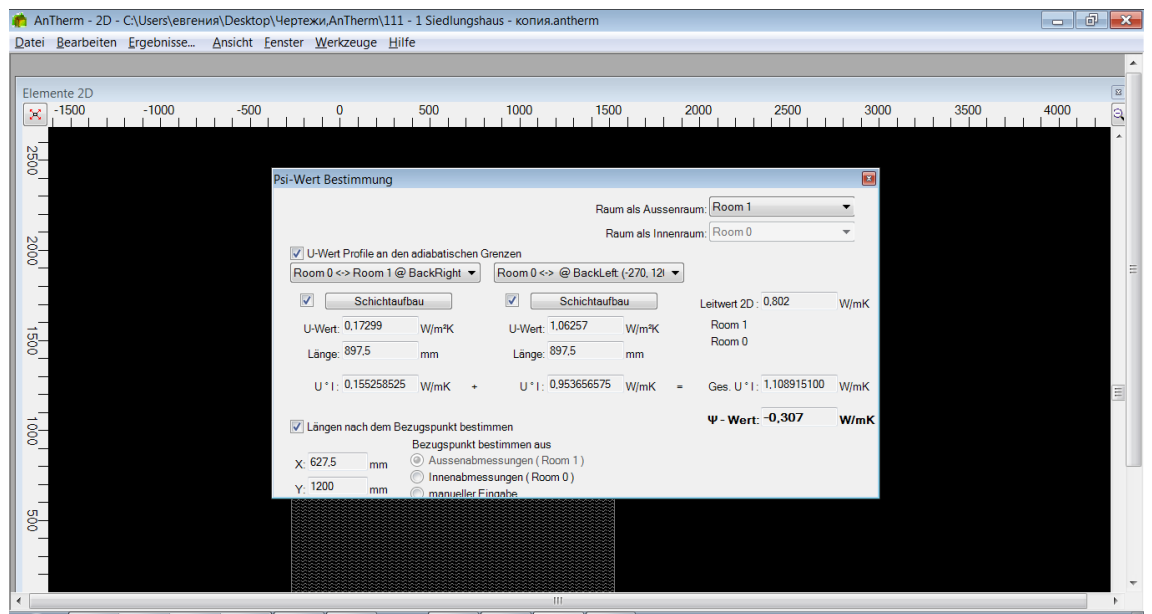 AnTherm - 2D - C:\Users\евгения\Desktop\Чертежи,AnTherm\111 - 1 Siedlungshaus - копия.antherm
Datei Bearbeiten Ergebnisse... Ansicht Fenster Werkzeuge Hilfe
Elemente 2D
-1500 -1000 -500 0 500 1000 1500 2000 2500 3000 3500 4000
2500
2000
1500
1000
500
Psi-Wert Bestimmung
Raum als Aussenraum: Room 1
Raum als Innenraum: Room 0
U-Wert Profile an den adiabatischen Grenzen
Room 0 <-> Room 1 @ BackRight Room 0 <-> @ BackLeft (-270, 120
Schichtaufbau Schichtaufbau Leitwert 2D : 0,802 W/mK
U-Wert: 0,17299 W/m²K U-Wert: 1,06257 W/m²K Room 1
Room 0
Länge: 897,5 mm Länge: 897,5 mm
U * l : 0,155258525 W/mK + U * l : 0,953656575 W/mK = Ges. U * l : 1,108915100 W/mK
Ψ - Wert: -0,307 W/mK
Längen nach dem Bezugspunkt bestimmen
Bezugspunkt bestimmen aus
X: 627,5 mm Aussenabmessungen ( Room 1 )
Innenabmessungen ( Room 0 )
Y: 1200 mm manueller Eingabe